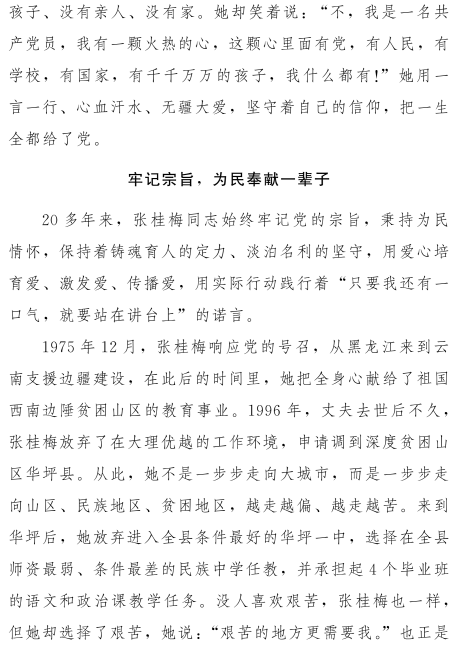 孩子、没有亲人、没有家。她却笑着说：“不，我是一名共
产党员，我有一颗火热的心，这颗心里面有党，有人民，有
学校，有国家，有千千万万的孩子，我什么都有!”她用一
言一行、心血汗水、无疆大爱，坚守着自己的信仰，把一生
全都给了党。
牢记宗旨，为民奉献一辈子
20 多年来，张桂梅同志始终牢记党的宗旨，秉持为民
情怀，保持着铸魂育人的定力、淡泊名利的坚守，用爱心培
育爱、激发爱、传播爱，用实际行动践行着“只要我还有一
口气，就要站在讲台上”的诺言。
1975 年 12 月，张桂梅响应党的号召，从黑龙江来到云
南支援边疆建设，在此后的时间里，她把全身心献给了祖国
西南边陲贫困山区的教育事业。1996 年，丈夫去世后不久，
张桂梅放弃了在大理优越的工作环境，申请调到深度贫困山
区华坪县。从此，她不是一步步走向大城市，而是一步步走
向山区、民族地区、贫困地区，越走越偏、越走越苦。来到
华坪后，她放弃进入全县条件最好的华坪一中，选择在全县
师资最弱、条件最差的民族中学任教，并承担起 4 个毕业班
的语文和政治课教学任务。没人喜欢艰苦，张桂梅也一样，
但她却选择了艰苦，她说：“艰苦的地方更需要我。”也正是